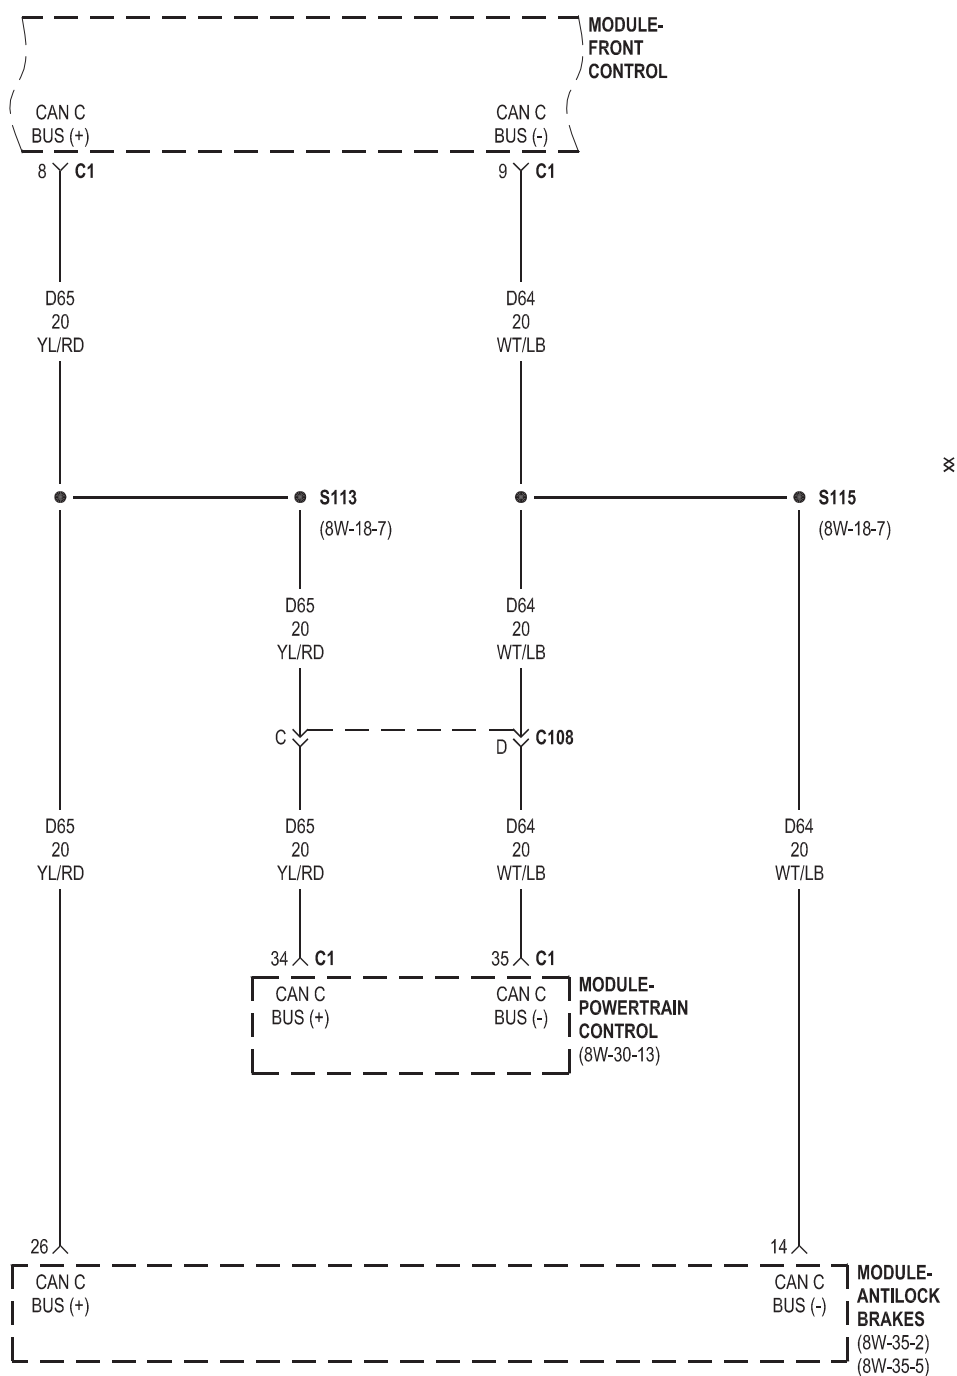 MODULE-
FRONT
CONTROL
CAN C
BUS (+)
CAN C
BUS (-)
8 C1
9 C1
D65
20
YL/RD
D64
20
WT/LB
XX
S113
(8W-18-7)
S115
(8W-18-7)
D65
20
YL/RD
D64
20
WT/LB
C
D
C108
D65
20
YL/RD
D65
20
YL/RD
D64
20
WT/LB
D64
20
WT/LB
34 C1
35 C1
CAN C
BUS (+)
CAN C
BUS (-)
MODULE-
POWERTRAIN
CONTROL
(8W-30-13)
26
14
CAN C
BUS (+)
CAN C
BUS (-)
MODULE-
ANTILOCK
BRAKES
(8W-35-2)
(8W-35-5)